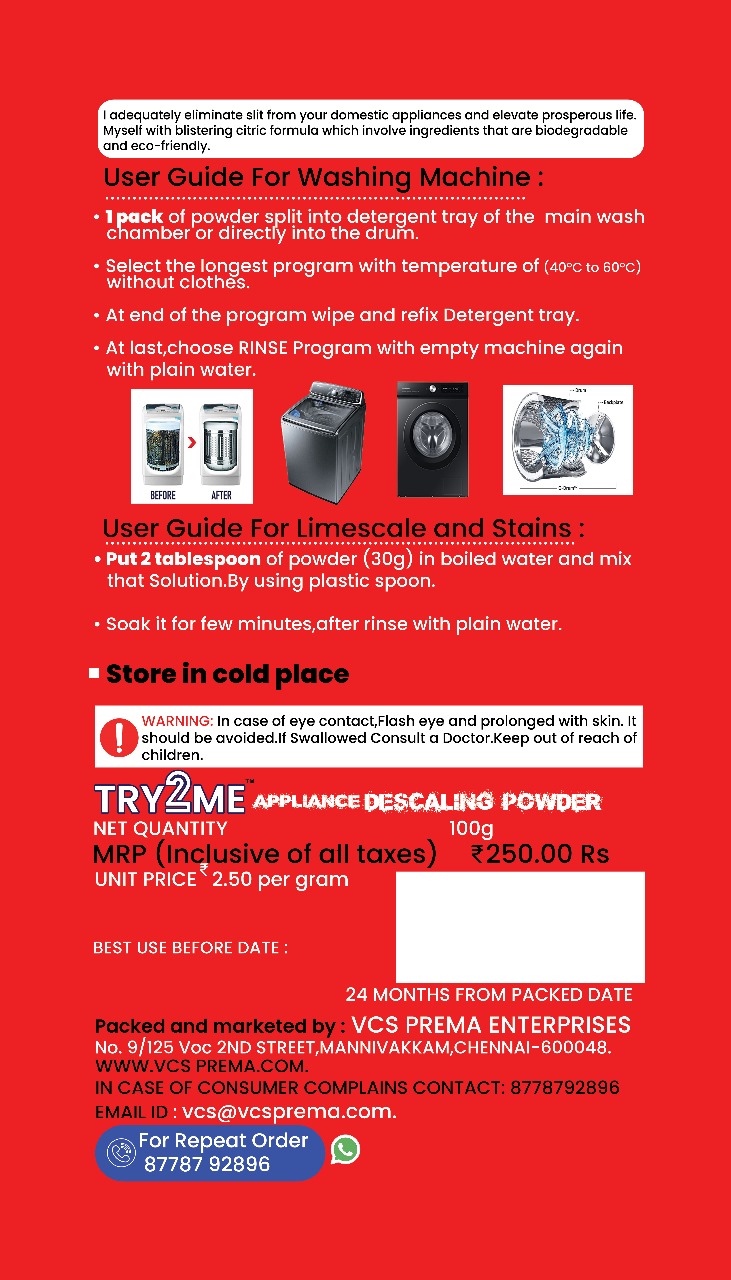 I adequately eliminate slit from your domestic appliances and elevate prosperous life.
Myself with blistering citric formula which involve ingredients that are biodegradable
and eco-friendly.
User Guide For Washing Machine :
• 1 pack of powder split into detergent tray of the main wash
chamber or directly into the drum.
• Select the longest program with temperature of (40°C to 60°C)
without clothes.
• At end of the program wipe and refix Detergent tray.
• At last,choose RINSE Program with empty machine again
with plain water.
BEFORE AFTER
Drum
Backplate
User Guide For Limescale and Stains :
• Put 2 tablespoon of powder (30g) in boiled water and mix
that Solution.By using plastic spoon.
• Soak it for few minutes,after rinse with plain water.
Store in cold place
WARNING: In case of eye contact,Flash eye and prolonged with skin. It
should be avoided.If Swallowed Consult a Doctor.Keep out of reach of
children.
TRY2ME™ APPLIANCE DESCALING POWDER
NET QUANTITY 100g
MRP (Inclusive of all taxes) ₹250.00 Rs
UNIT PRICE ₹ 2.50 per gram
BEST USE BEFORE DATE :
24 MONTHS FROM PACKED DATE
Packed and marketed by : VCS PREMA ENTERPRISES
No. 9/125 Voc 2ND STREET,MANNIVAKKAM,CHENNAI-600048.
WWW.VCS PREMA.COM.
IN CASE OF CONSUMER COMPLAINS CONTACT: 8778792896
EMAIL ID : vcs@vcsprema.com.
For Repeat Order
87787 92896